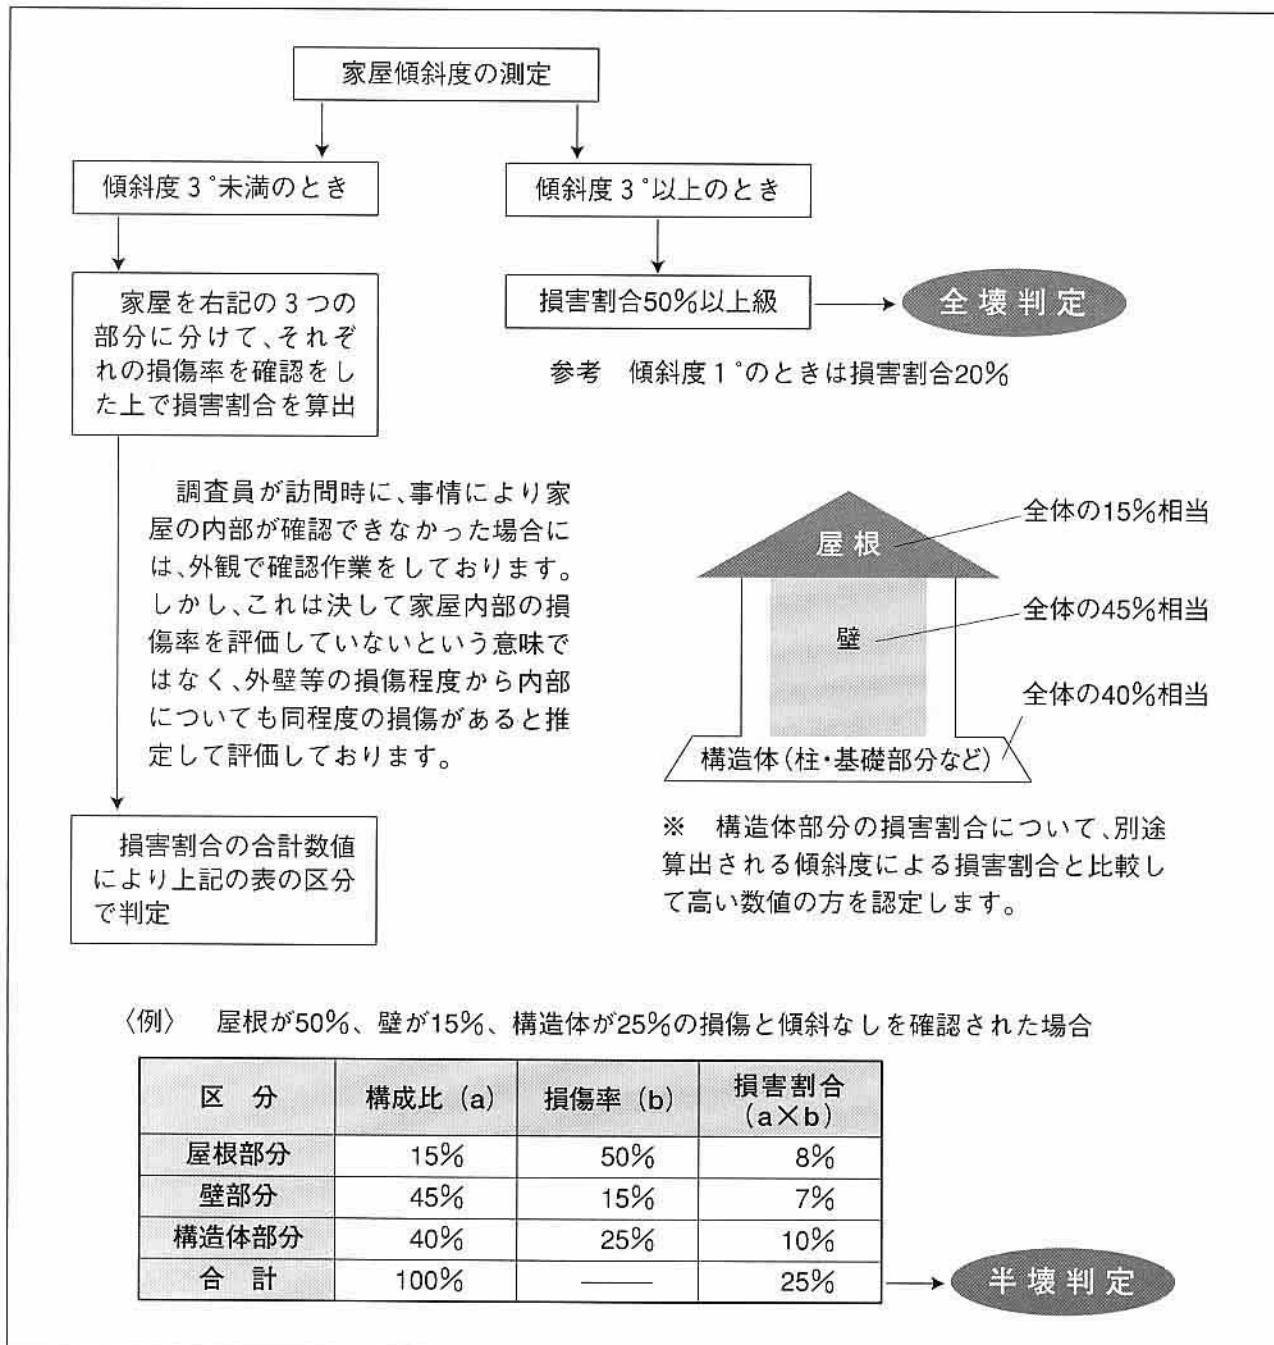 家屋傾斜度の測定
傾斜度3°未満のとき
傾斜度3°以上のとき
家屋を右記の3つの
部分に分けて、それぞ
れの損傷率を確認をし
た上で損害割合を算出
損害割合50%以上級
全壊判定
参考　傾斜度1°のときは損害割合20%
調査員が訪問時に、事情により家
屋の内部が確認できなかった場合に
は、外観で確認作業をしております。
しかし、これは決して家屋内部の損
傷率を評価していないという意味で
はなく、外壁等の損傷程度から内部
についても同程度の損傷があると推
定して評価しております。
屋根
全体の15%相当
壁
全体の45%相当
全体の40%相当
構造体(柱・基礎部分など)
※　構造体部分の損害割合について、別途
算出される傾斜度による損害割合と比較し
て高い数値の方を認定します。
損害割合の合計数値
により上記の表の区分
で判定
〈例〉　屋根が50%、壁が15%、構造体が25%の損傷と傾斜なしを確認された場合
区　分 構成比(a) 損傷率(b) 損害割合(a×b)
屋根部分 15% 50% 8%
壁部分 45% 15% 7%
構造体部分 40% 25% 10%
合　計 100% ―― 25%
半壊判定